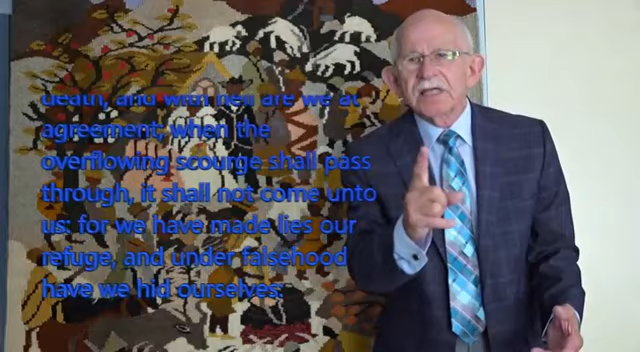 death, and with hell are we at
agreement; when the
overflowing scourge shall pass
through, it shall not come unto
us: for we have made lies our
refuge, and under falsehood
have we hid ourselves: